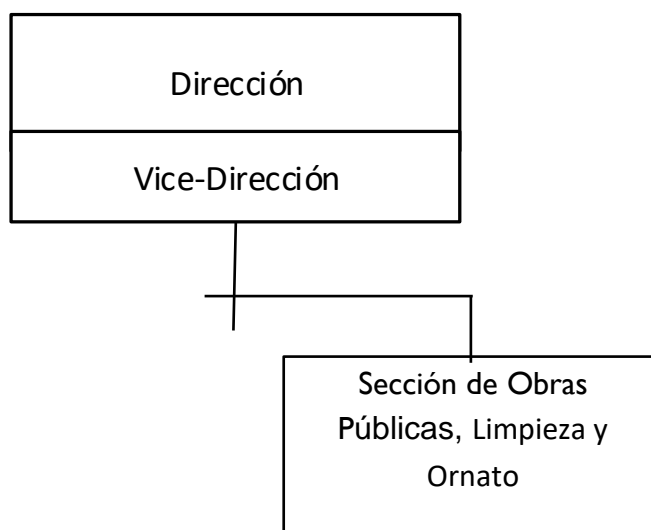 Dirección
Vice-Dirección
Sección de Obras
Públicas, Limpieza y
Ornato